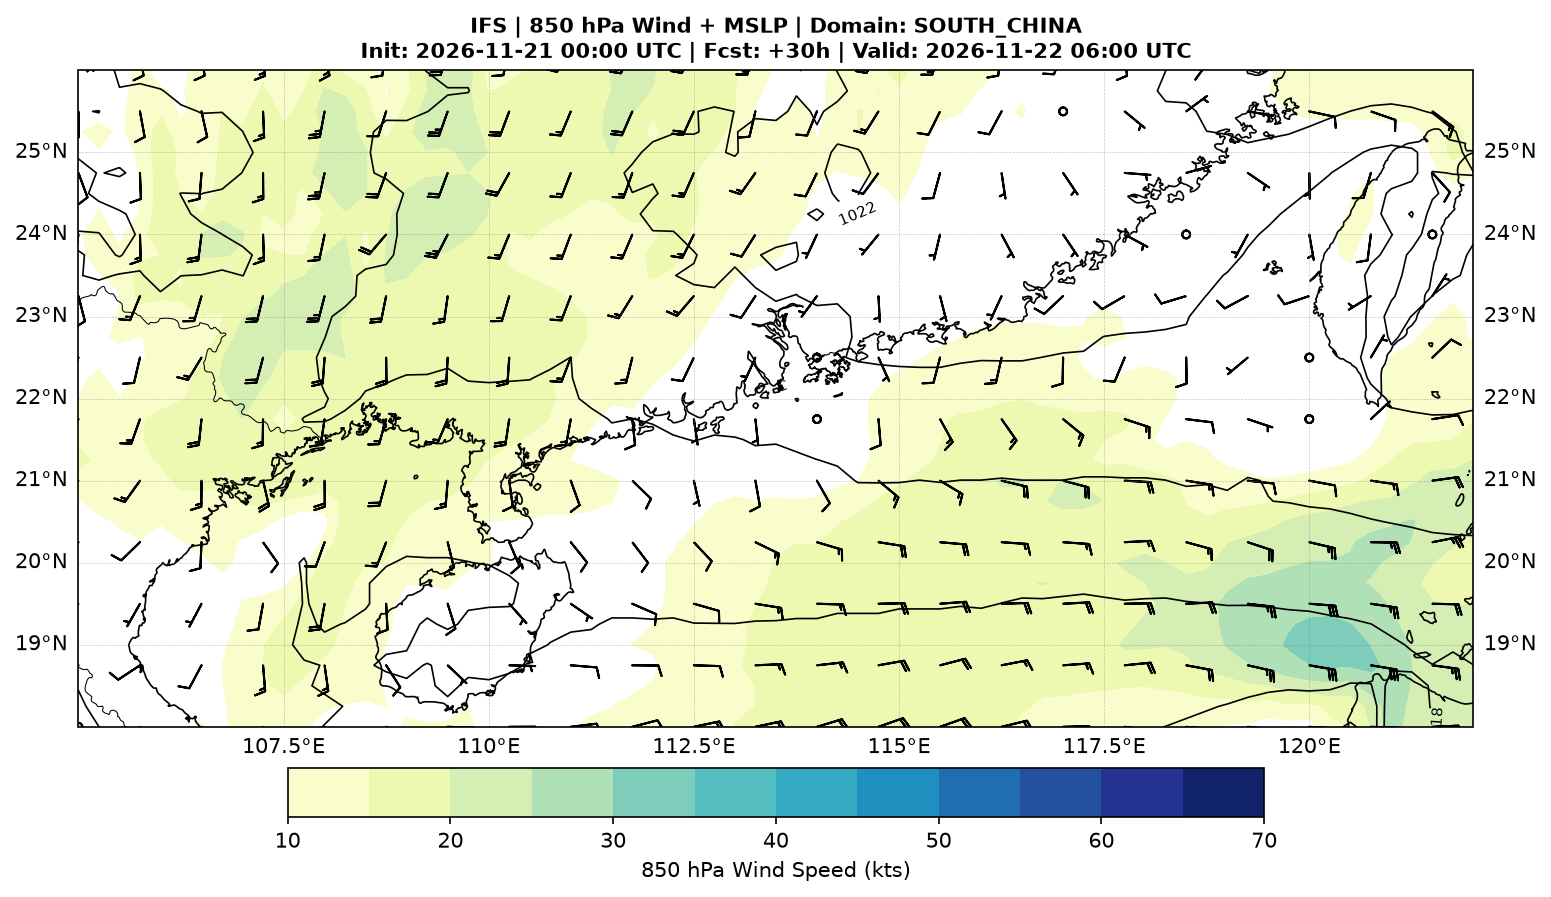 IFS | 850 hPa Wind + MSLP | Domain: SOUTH_CHINA
Init: 2026-11-21 00:00 UTC | Fcst: +30h | Valid: 2026-11-22 06:00 UTC
25°N 25°N
24°N 24°N
23°N 23°N
22°N 22°N
21°N 21°N
20°N 20°N
19°N 19°N
1022
18
107.5°E 110°E 112.5°E 115°E 117.5°E 120°E
10 20 30 40 50 60 70
850 hPa Wind Speed (kts)